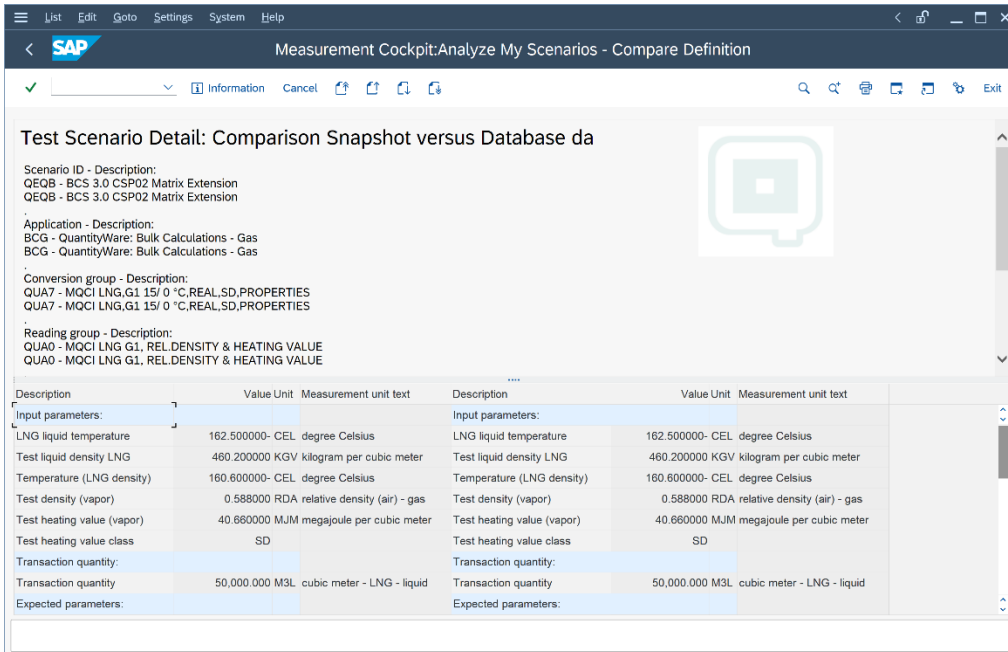 List Edit Goto Settings System Help
SAP Measurement Cockpit:Analyze My Scenarios - Compare Definition
Information Cancel Exit
Test Scenario Detail: Comparison Snapshot versus Database da
Scenario ID - Description:
QEQB - BCS 3.0 CSP02 Matrix Extension
QEQB - BCS 3.0 CSP02 Matrix Extension
.
Application - Description:
BCG - QuantityWare: Bulk Calculations - Gas
BCG - QuantityWare: Bulk Calculations - Gas
.
Conversion group - Description:
QUA7 - MQCI LNG,G1 15/ 0 °C,REAL,SD,PROPERTIES
QUA7 - MQCI LNG,G1 15/ 0 °C,REAL,SD,PROPERTIES
.
Reading group - Description:
QUA0 - MQCI LNG G1, REL.DENSITY & HEATING VALUE
QUA0 - MQCI LNG G1, REL.DENSITY & HEATING VALUE
Description Value Unit Measurement unit text Description Value Unit Measurement unit text
Input parameters: Input parameters:
LNG liquid temperature 162.500000- CEL degree Celsius LNG liquid temperature 162.500000- CEL degree Celsius
Test liquid density LNG 460.200000 KGV kilogram per cubic meter Test liquid density LNG 460.200000 KGV kilogram per cubic meter
Temperature (LNG density) 160.600000- CEL degree Celsius Temperature (LNG density) 160.600000- CEL degree Celsius
Test density (vapor) 0.588000 RDA relative density (air) - gas Test density (vapor) 0.588000 RDA relative density (air) - gas
Test heating value (vapor) 40.660000 MJM megajoule per cubic meter Test heating value (vapor) 40.660000 MJM megajoule per cubic meter
Test heating value class SD Test heating value class SD
Transaction quantity: Transaction quantity:
Transaction quantity 50,000.000 M3L cubic meter - LNG - liquid Transaction quantity 50,000.000 M3L cubic meter - LNG - liquid
Expected parameters: Expected parameters: